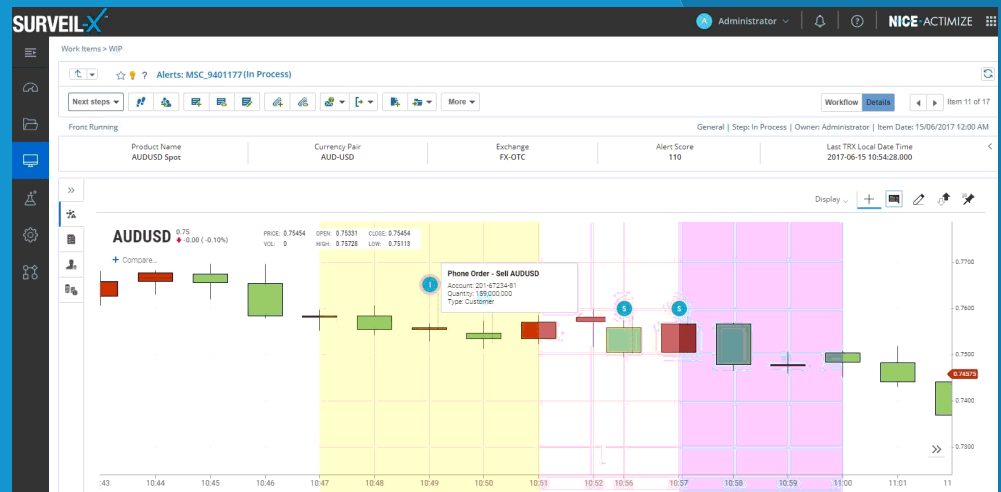 SURVEIL-X
A Administrator
NICE ACTIMIZE
Work Items > WIP
Alerts: MSC_9401177(In Process)
Next steps
More
Workflow Details
Item 11 of 17
Front Running
General | Step: In Process | Owner: Administrator | Item Date: 15/06/2017 12:00 AM
Product Name Currency Pair Exchange Alert Score Last TRX Local Date Time
AUDUSD Spot AUD-USD FX-OTC 110 2017-06-15 10:54:28.000
Display
AUDUSD 0.75 -0.00 ( -0.10%)
PRICE: 0.75454 OPEN: 0.75331 CLOSE: 0.75454
VOL: 0 HIGH: 0.75728 LOW: 0.75113
+ Compare...
0.7700
Phone Order - Sell AUDUSD
Account: 201-67234-81
Quantity: 159,000,000
Type: Customer
I
S S
0.7600
0.7500
0.74575
0.7400
0.7300
:43 10:44 10:45 10:46 10:47 10:48 10:49 10:50 10:51 10:52 10:56 10:57 10:58 10:59 11:00 11:01 11